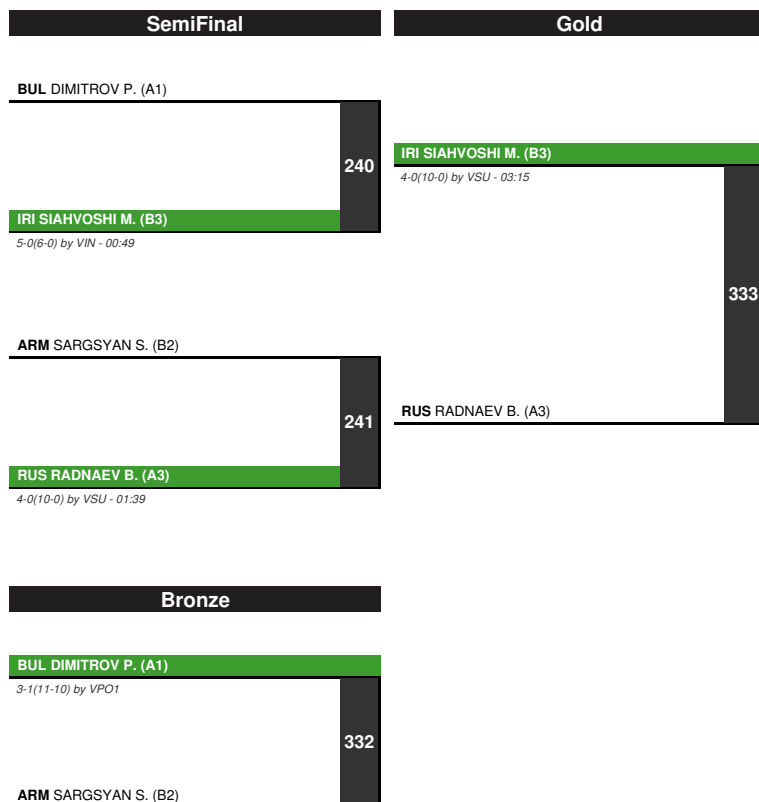 SemiFinal
Gold
BUL DIMITROV P. (A1)
240
IRI SIAHVOSHI M. (B3)
5-0(6-0) by VIN - 00:49
ARM SARGSYAN S. (B2)
241
RUS RADNAEV B. (A3)
4-0(10-0) by VSU - 01:39
IRI SIAHVOSHI M. (B3)
4-0(10-0) by VSU - 03:15
333
RUS RADNAEV B. (A3)
Bronze
BUL DIMITROV P. (A1)
3-1(11-10) by VPO1
332
ARM SARGSYAN S. (B2)